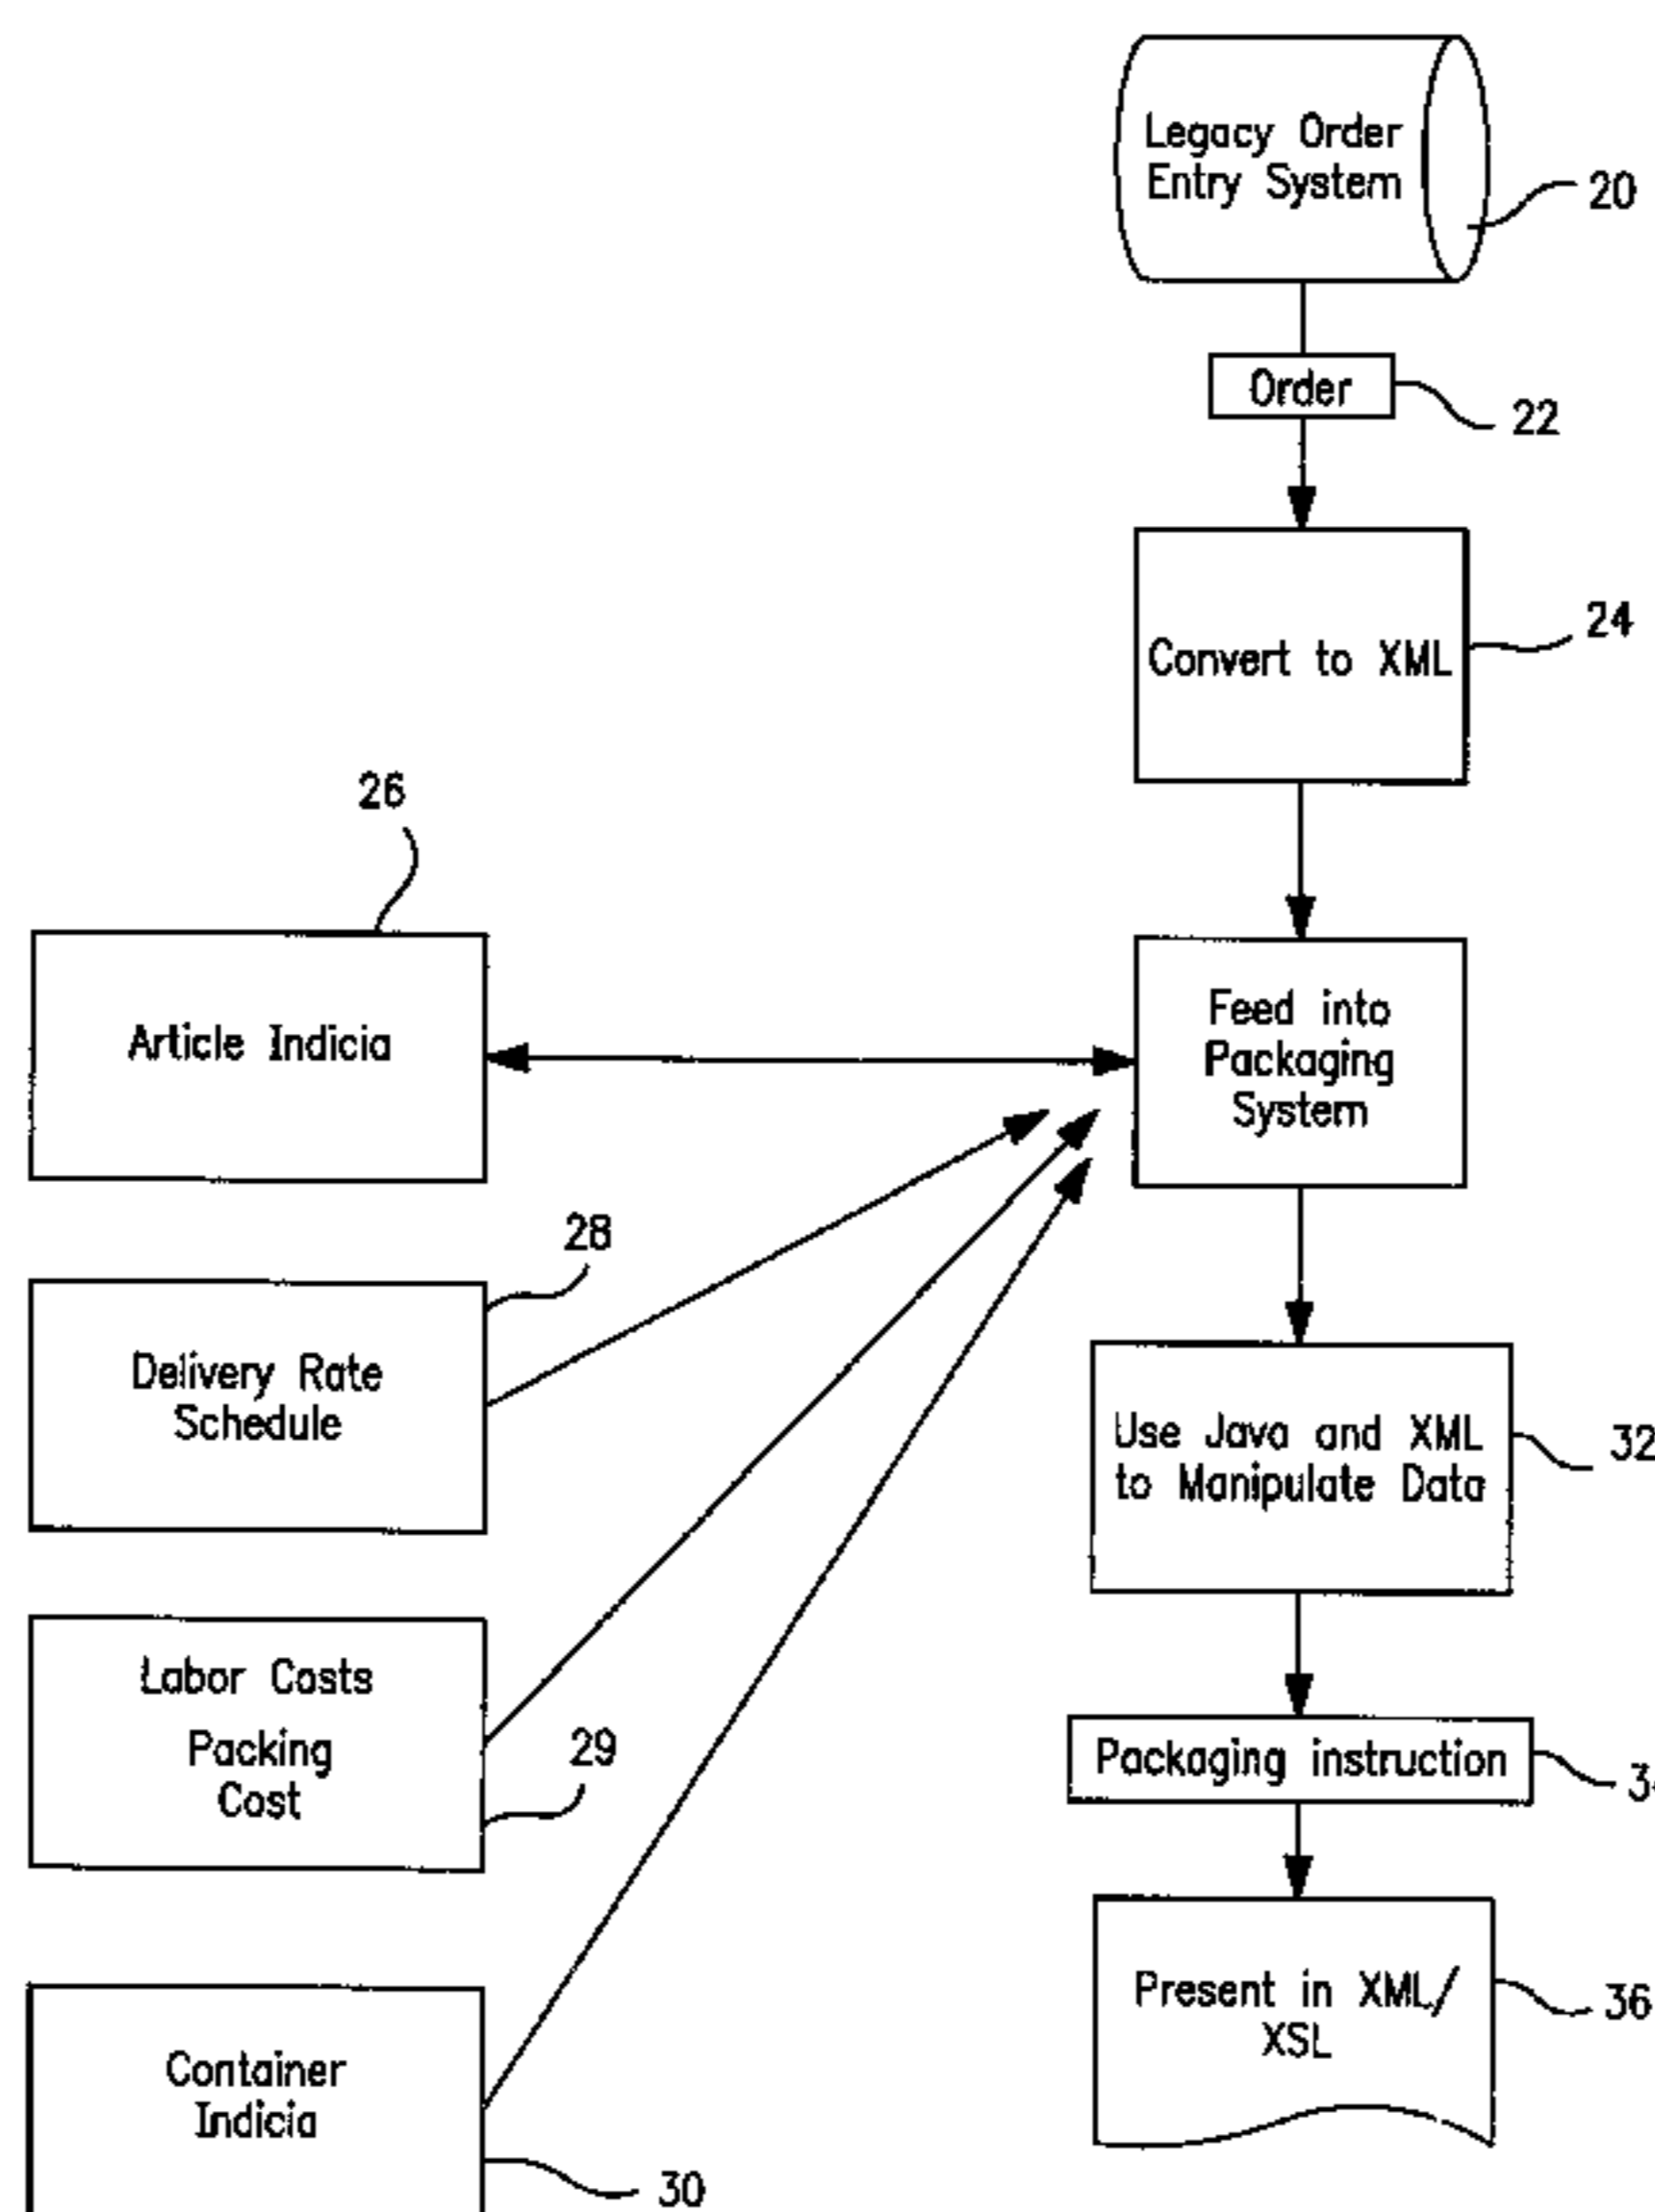 Legacy Order
Entry System
20
Order
22
Convert to XML
24
26
Article Indicia
Feed into
Packaging
System
28
Delivery Rate
Schedule
Use Java and XML
to Manipulate Data
32
Labor Costs
Packing
Cost
29
Packaging instruction
Present in XML/
XSL
36
Container
Indicia
30